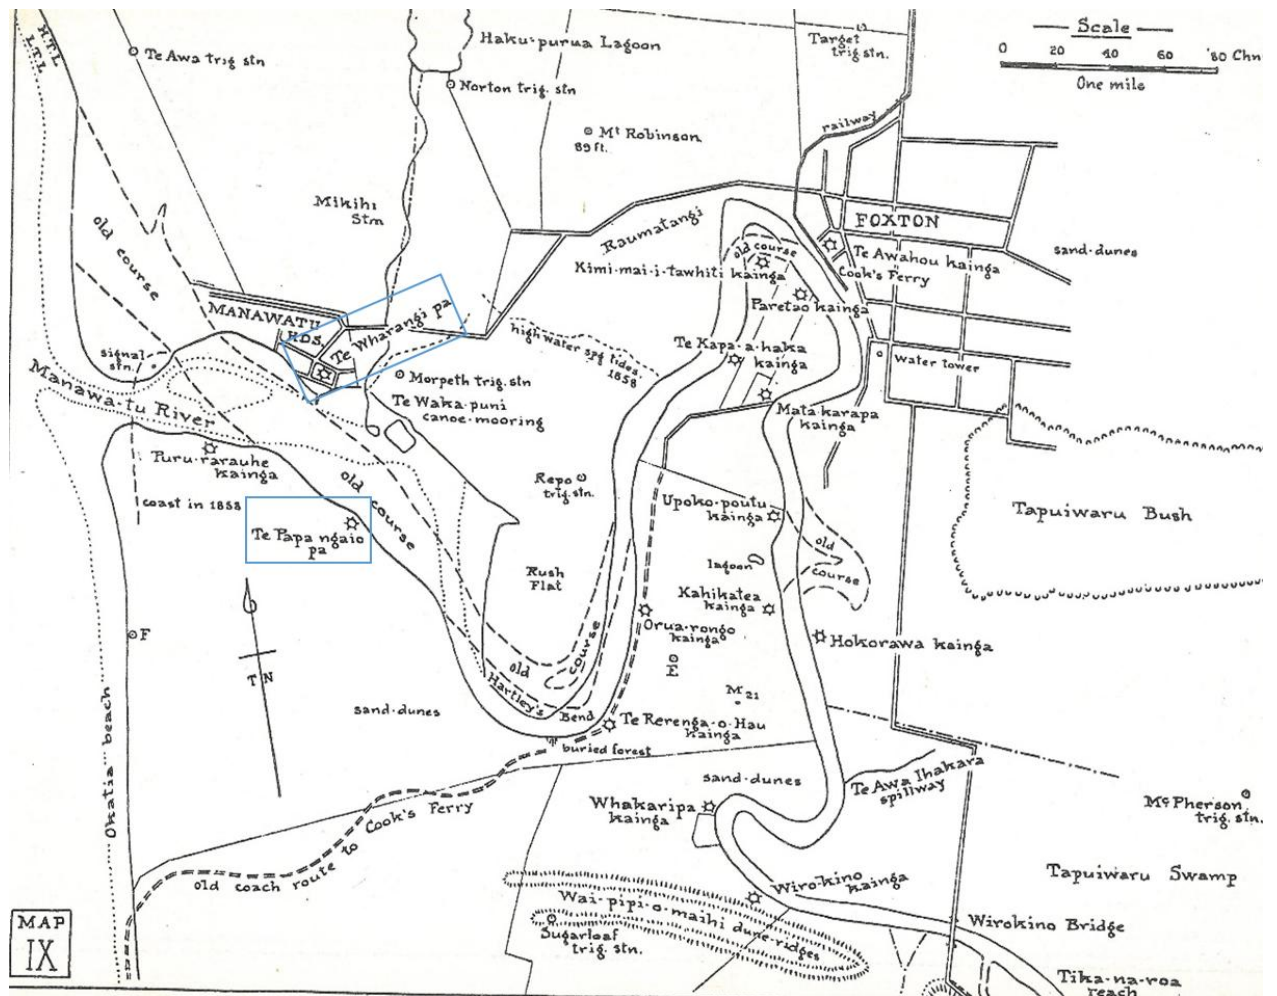 Scale
0 20 40 60 '80 Chn
One mile
H.T.L
L.T.L
Te Awa trig stn
Haku-purua Lagoon
Norton trig. stn
Target
trig stn.
railway
Mt Robinson
89 ft.
Mikihi
Stm
Raumatangi
FOXTON
sand-dunes
old course
old course
Te Awahou kainga
Kimi-mai-i-tawhiti kainga
Cook's Ferry
Paretao kainga
MANAWATU
HDS.
Te Wharangi pa
high water spg tides.
1858
Te Kapa-a-haka
kainga
water tower
signal
stn.
Manawa-tu River
Morpeth trig. stn
Te Waka-puni
canoe-mooring
Mata-karapa
kainga
Puru-rarauhe
kainga
old course
Repo
trig. stn.
coast in 1858
Upoko-poutu
kainga
Tapuiwaru Bush
Te Papa ngaio
pa
old
course
lagoon
Rush
Flat
Kahikatea
kainga
F
Orua-rongo
kainga
Hokorawa kainga
old course
E
T N
Hartley's Bend
M 21
sand-dunes
Te Rerenga-o-Hau
kainga
buried forest
Okatia beach
sand-dunes
Te Awa Ihakara
spillway
Whakaripa
kainga
McPherson
trig. stn.
old coach route to Cook's Ferry
Wiro-kino kainga
Tapuiwaru Swamp
Wai-pipi-o-maihi dune-ridges
Sugarloaf
trig. stn.
Wirokino Bridge
MAP
IX
Tika-na-roa
reach